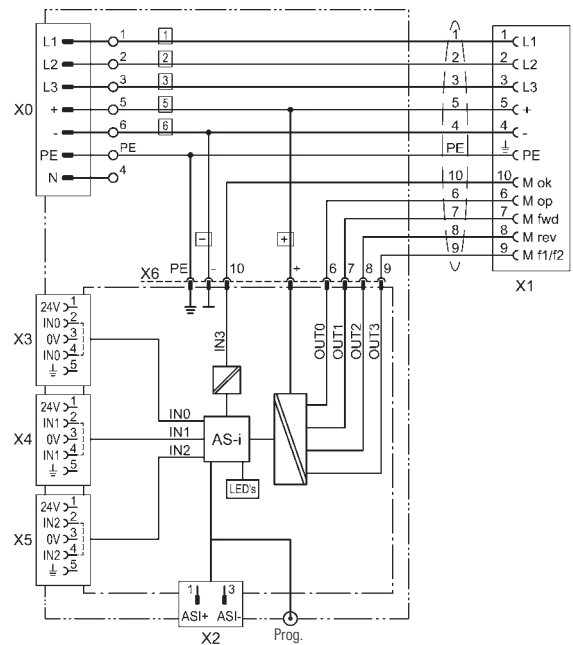 L1 1 1 1 1 L1
L2 2 2 2 2 L2
L3 3 3 3 3 L3
X0
+ 5 5 5 5 +
- 6 6 4 4 -
PE PE PE PE
N 4
10 10 M ok
6 6 M op
7 7 M fwd
8 8 M rev
9 9 M f1/f2
X1
- +
X6 PE - 10 + 6 7 8 9
X3
24V 1
IN0 2
0V 3
IN0 4
5
IN3
OUT0
OUT1
OUT2
OUT3
X4
24V 1
IN1 2
0V 3
IN1 4
5
IN0
IN1
IN2
AS-i
LED's
X5
24V 1
IN2 2
0V 3
IN2 4
5
1 3
ASI+ ASI-
X2
Prog.